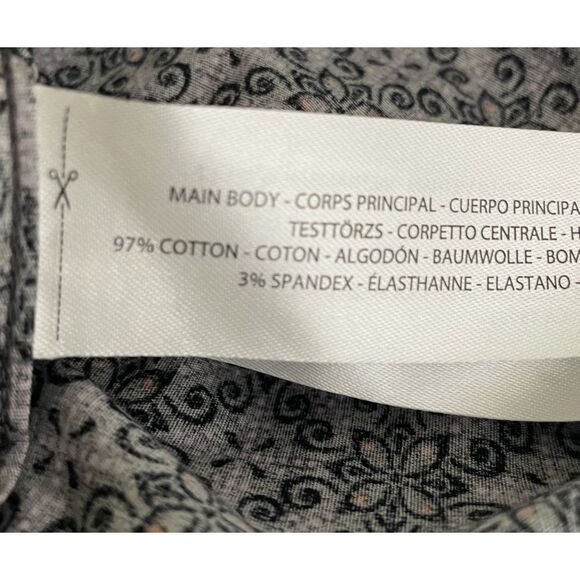 MAIN BODY - CORPS PRINCIPAL - CUERPO PRINCIPA
TESTTÖRZS - CORPETTO CENTRALE - H
97% COTTON - COTON - ALGODÓN - BAUMWOLLE - BOM
3% SPANDEX - ÉLASTHANNE - ELASTANO -